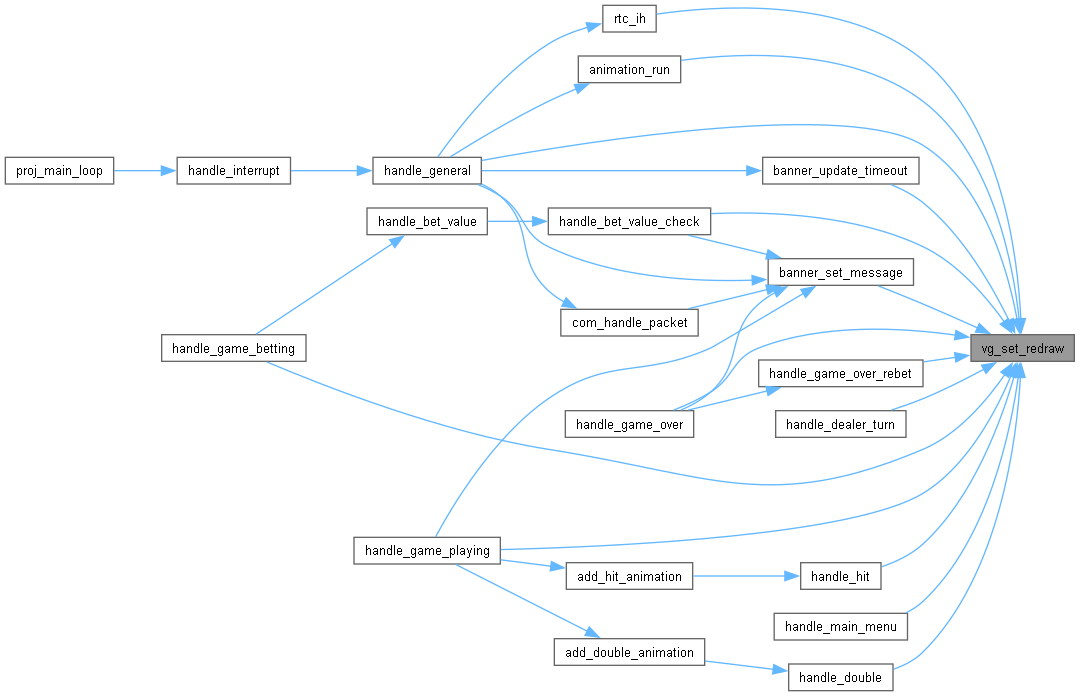 rtc_ih
animation_run
proj_main_loop
handle_interrupt
handle_general
banner_update_timeout
handle_bet_value
handle_bet_value_check
banner_set_message
com_handle_packet
handle_game_betting
vg_set_redraw
handle_game_over_rebet
handle_game_over
handle_dealer_turn
handle_game_playing
add_hit_animation
handle_hit
handle_main_menu
add_double_animation
handle_double